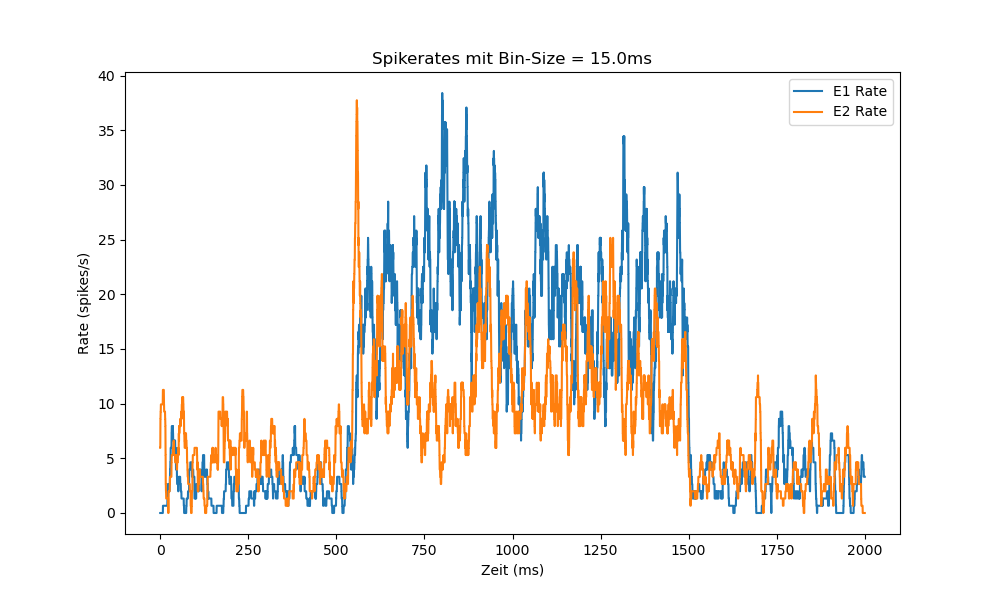 Spikerates mit Bin-Size = 15.0ms
40
35
30
25
20
15
10
5
0
Rate (spikes/s)
E1 Rate
E2 Rate
0 250 500 750 1000 1250 1500 1750 2000
Zeit (ms)